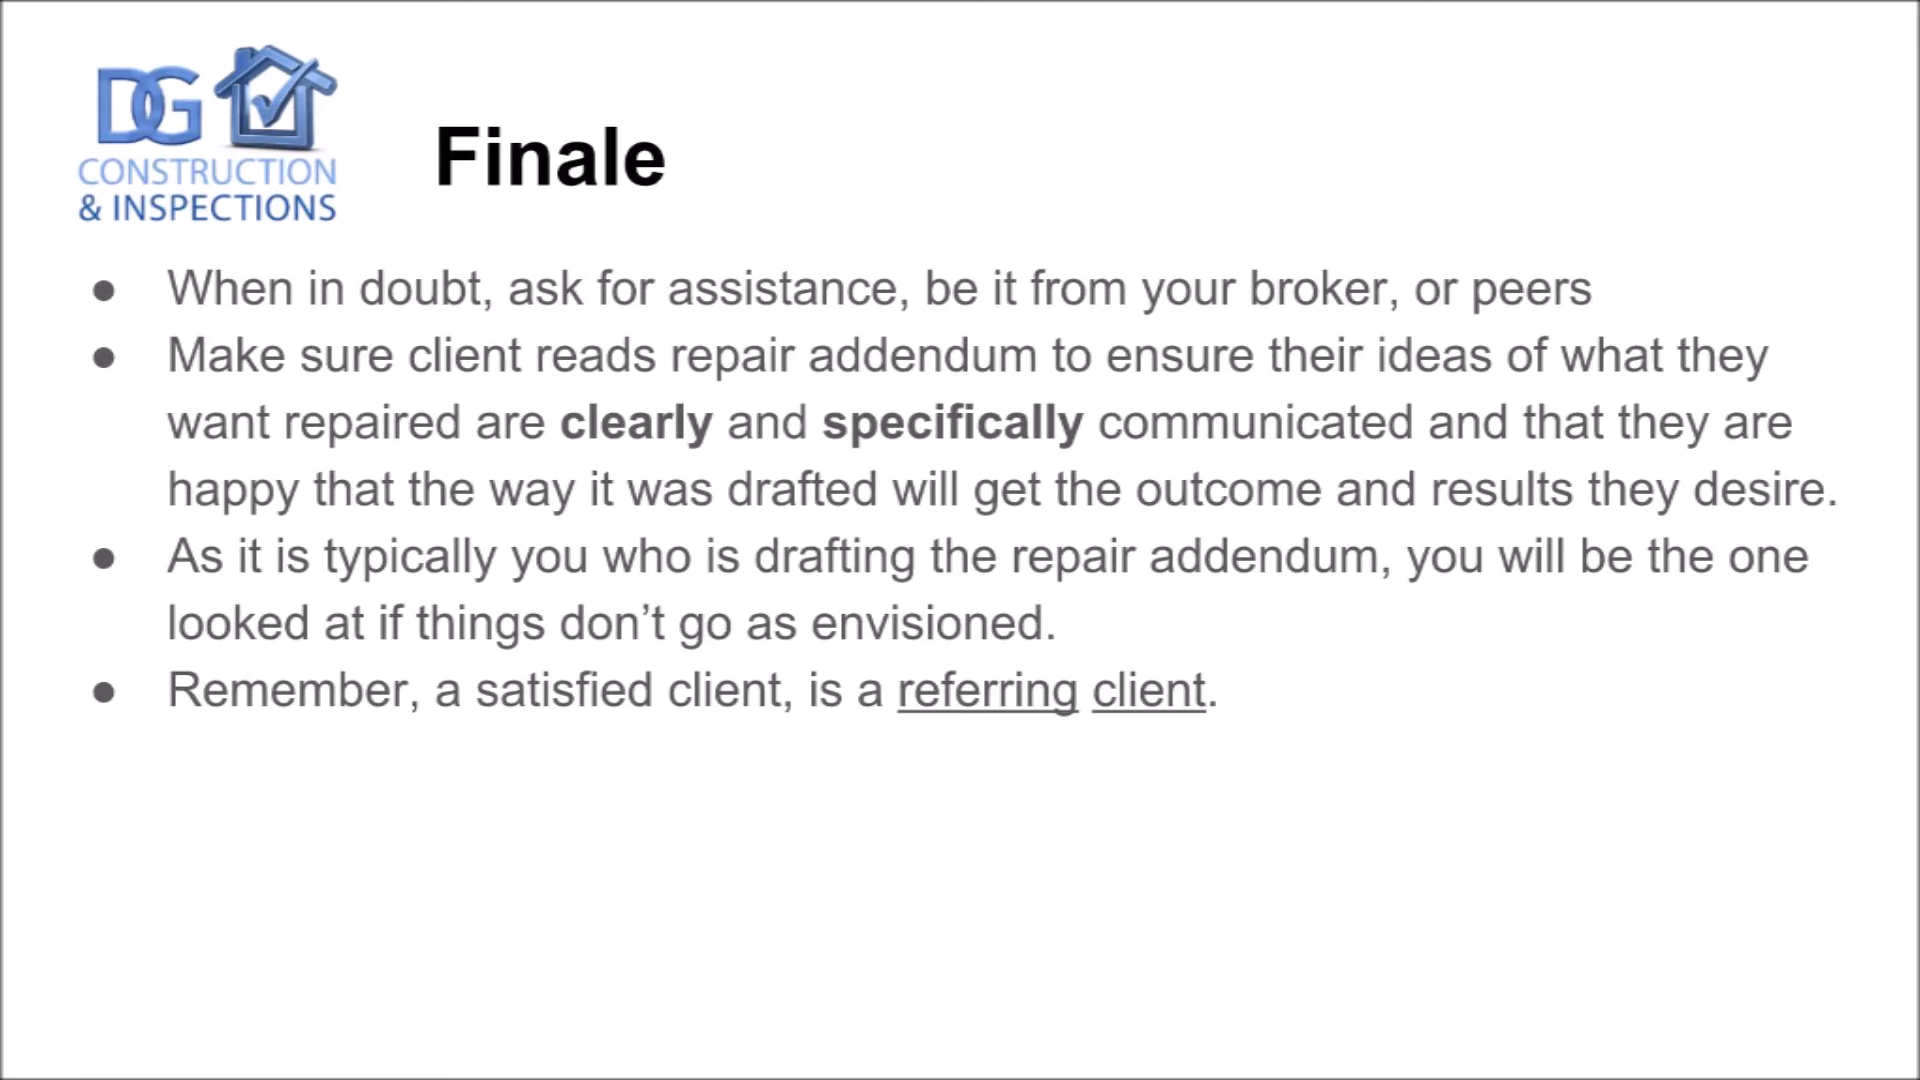 DG
CONSTRUCTION
& INSPECTIONS
Finale
● When in doubt, ask for assistance, be it from your broker, or peers
● Make sure client reads repair addendum to ensure their ideas of what they
want repaired are clearly and specifically communicated and that they are
happy that the way it was drafted will get the outcome and results they desire.
● As it is typically you who is drafting the repair addendum, you will be the one
looked at if things don’t go as envisioned.
● Remember, a satisfied client, is a referring client.